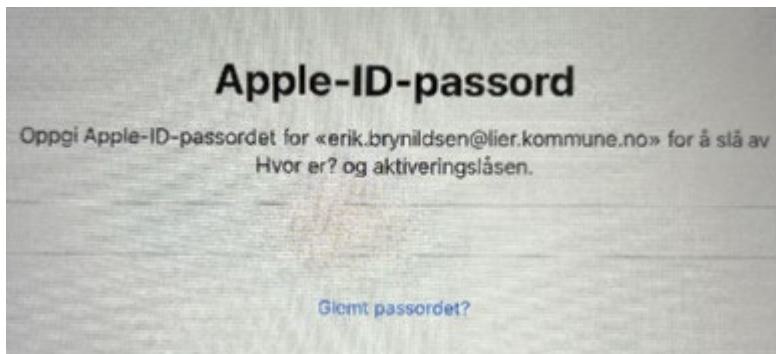 Apple-ID-passord
Oppgi Apple-ID-passordet for «erik.brynildsen@lier.kommune.no» for å slå av
Hvor er? og aktiveringslåsen.
Glemt passordet?